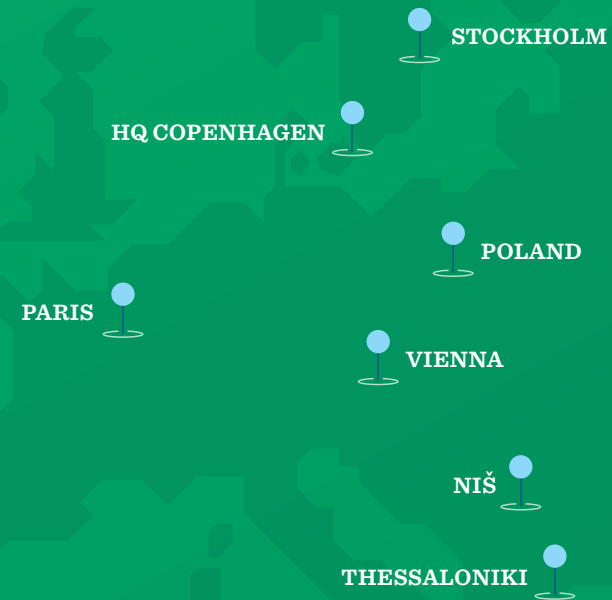 STOCKHOLM
HQ COPENHAGEN
POLAND
PARIS
VIENNA
NIŠ
THESSALONIKI